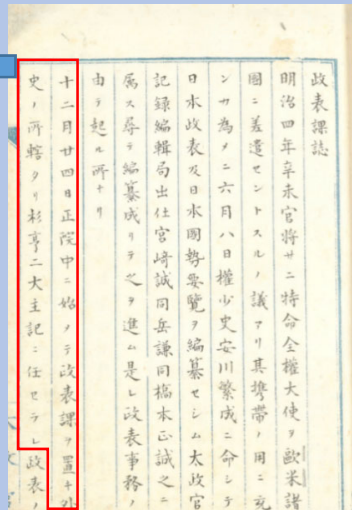 政表課誌
明治四年辛未官将サニ特命全權大使ヲ歐米諸
國ニ差遣セントスルノ議アリ其携帶ノ用ニ充
ンカ為メニ六月八日權少史安川繁成ニ命シテ
日本政表及日本國勢要覽ヲ編纂セシム太政官
記録編輯局出仕宮崎誠同岳謙同橋本正誠之ニ
属ス尋テ編纂成リテ之ヲ進ム是レ政表事務ノ
由テ起ル所ナリ
十二月廿四日正院中ニ始メテ政表課ヲ置キ外
史ノ所轄タリ杉亨二大主記ニ任セラレ政表ノ